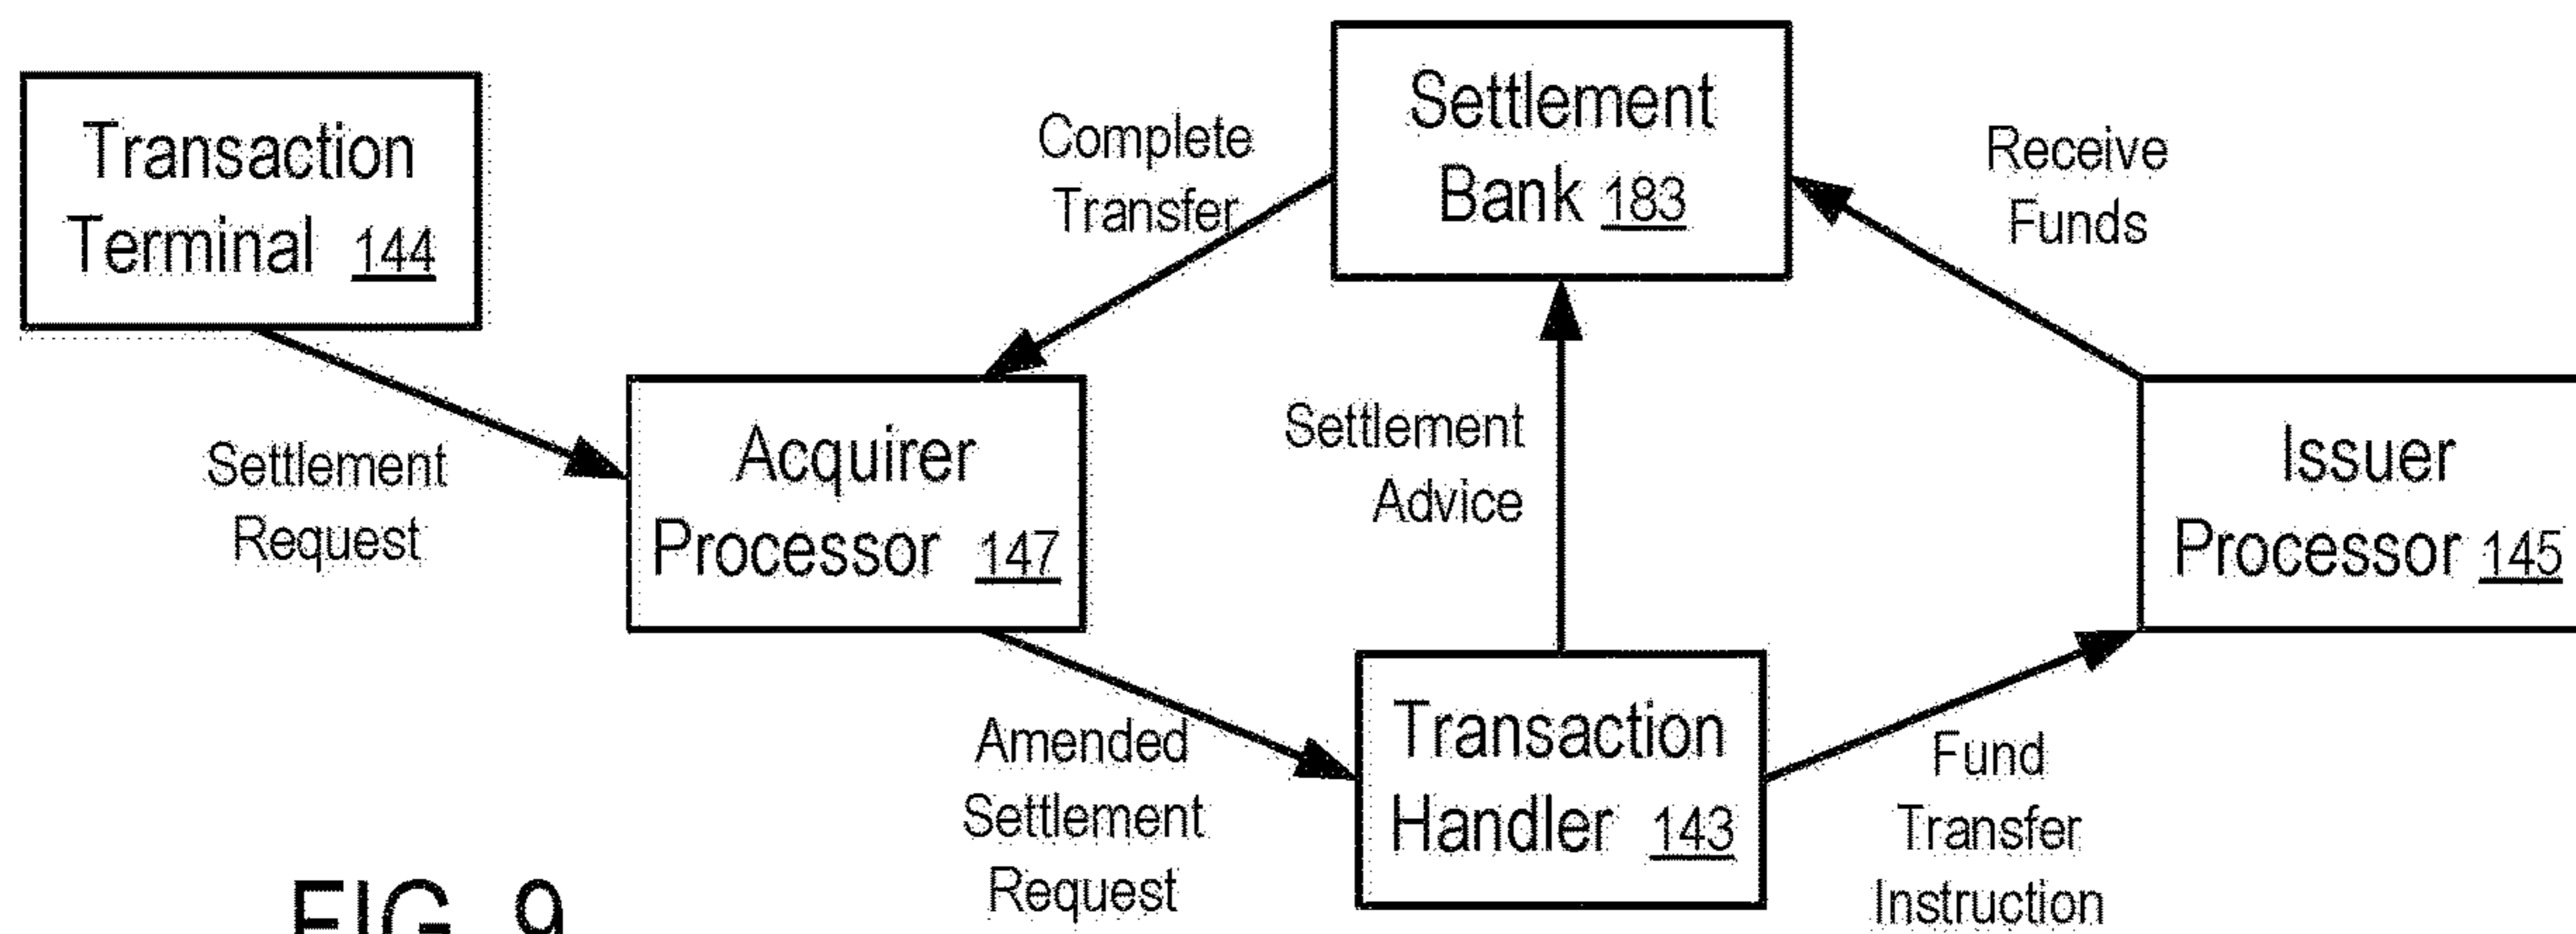 Transaction
Terminal 144
Settlement
Request
Complete
Transfer
Settlement
Bank 183
Receive
Funds
Acquirer
Processor 147
Settlement
Advice
Issuer
Processor 145
Amended
Settlement
Request
Transaction
Handler 143
Fund
Transfer
Instruction
FIG. 9